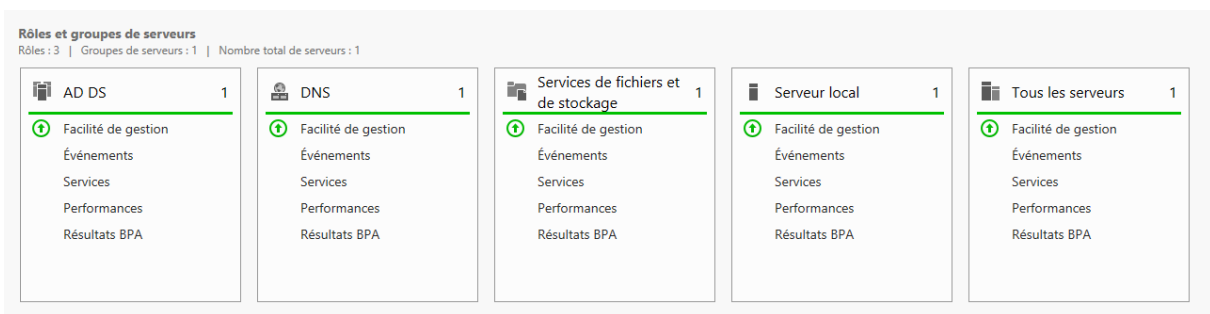 Rôles et groupes de serveurs
Rôles : 3 | Groupes de serveurs : 1 | Nombre total de serveurs : 1
AD DS 1
Facilité de gestion
Événements
Services
Performances
Résultats BPA
DNS 1
Facilité de gestion
Événements
Services
Performances
Résultats BPA
Services de fichiers et
de stockage 1
Facilité de gestion
Événements
Services
Performances
Résultats BPA
Serveur local 1
Facilité de gestion
Événements
Services
Performances
Résultats BPA
Tous les serveurs 1
Facilité de gestion
Événements
Services
Performances
Résultats BPA